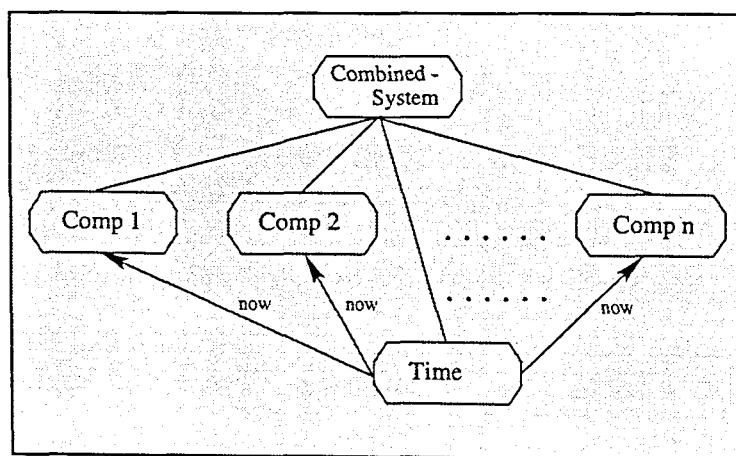 Combined -
System
Comp 1
Comp 2
Comp n
. . . . . .
now
now
. . . . . .
now
Time